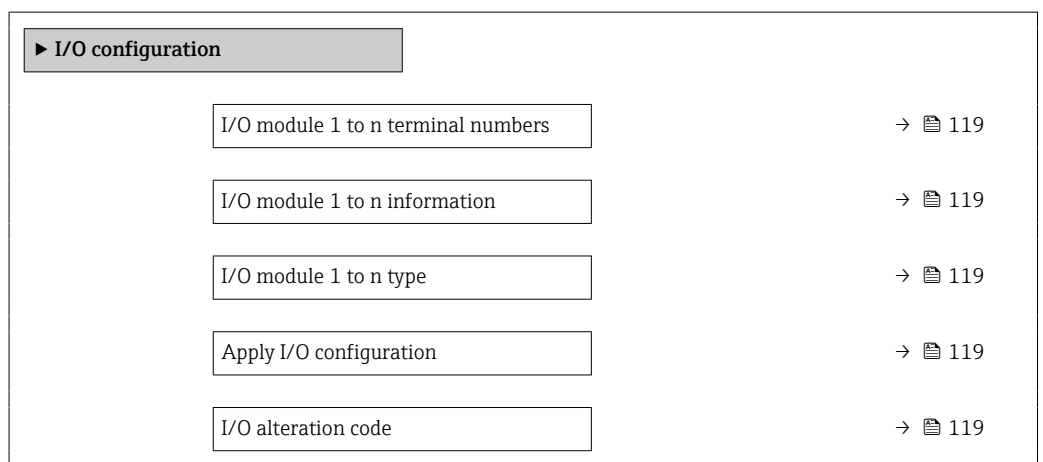 ► I/O configuration
I/O module 1 to n terminal numbers → 119
I/O module 1 to n information → 119
I/O module 1 to n type → 119
Apply I/O configuration → 119
I/O alteration code → 119